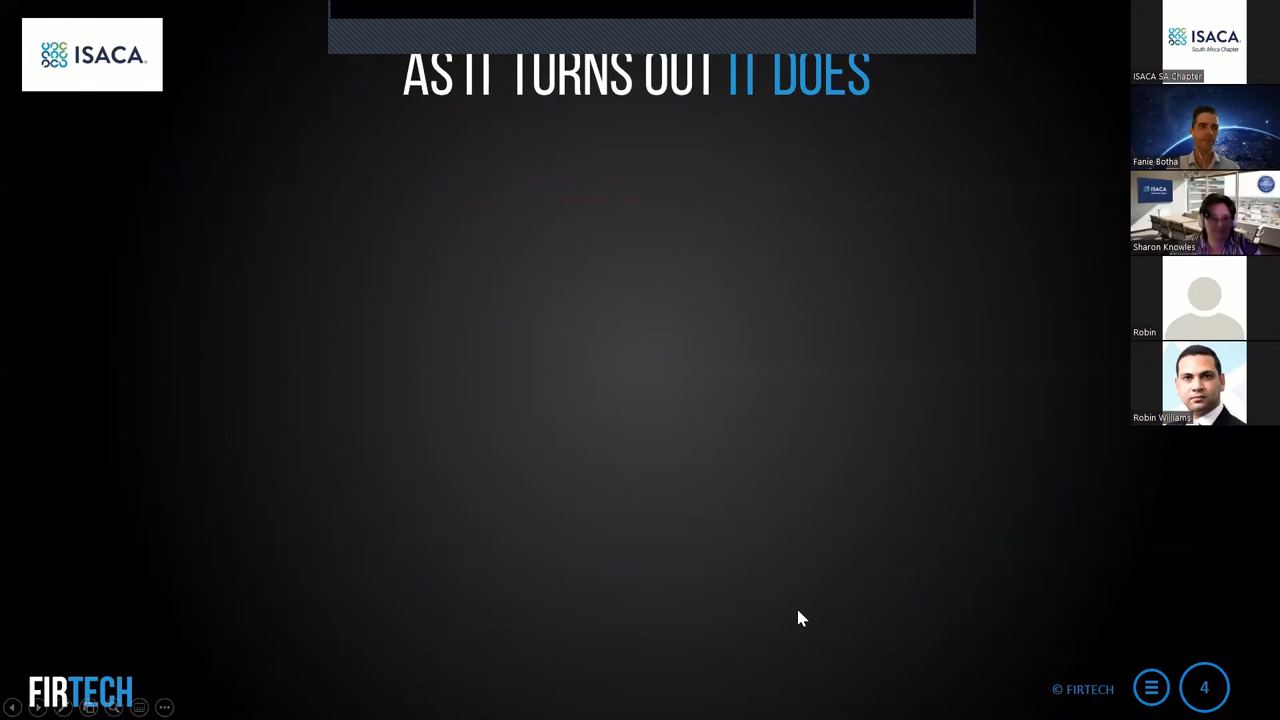 ISACA
AS IT TURNS OUT IT DOES
ISACA
South Africa Chapter
ISACA SA Chapter
Fanie Botha
ISACA
Sharon Knowles
Robin
Robin Williams
FIRTECH
© FIRTECH
4